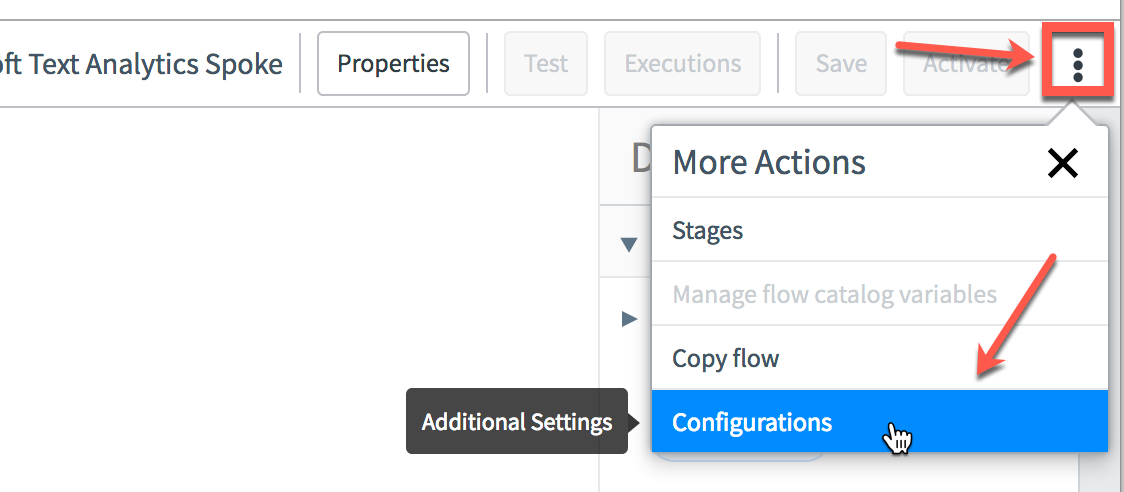 ft Text Analytics Spoke Properties Test Executions Save Activate
More Actions
Stages
Manage flow catalog variables
Copy flow
Additional Settings Configurations